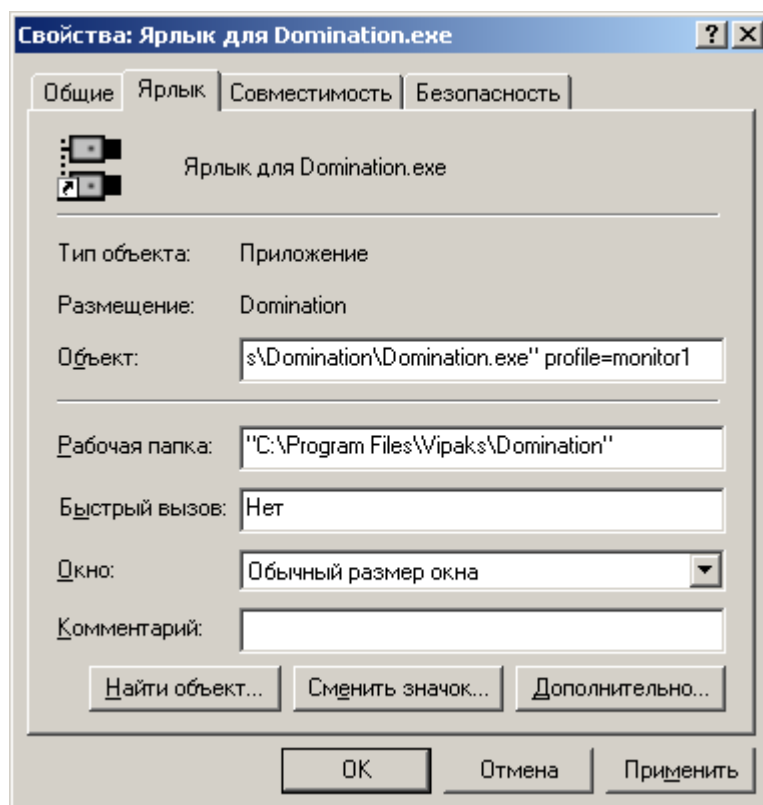 Свойства: Ярлык для Domination.exe
Общие Ярлык Совместимость Безопасность
Ярлык для Domination.exe
Тип объекта: Приложение
Размещение: Domination
Объект: s\Domination\Domination.exe" profile=monitor1
Рабочая папка: "C:\Program Files\Vipaks\Domination"
Быстрый вызов: Нет
Окно: Обычный размер окна
Комментарий:
Найти объект... Сменить значок... Дополнительно...
OK Отмена Применить